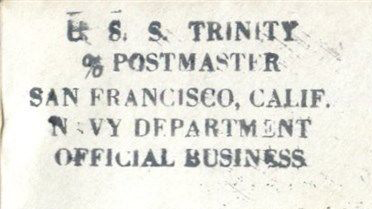 U. S. S. TRINITY
% POSTMASTER
SAN FRANCISCO, CALIF.
NAVY DEPARTMENT
OFFICIAL BUSINESS